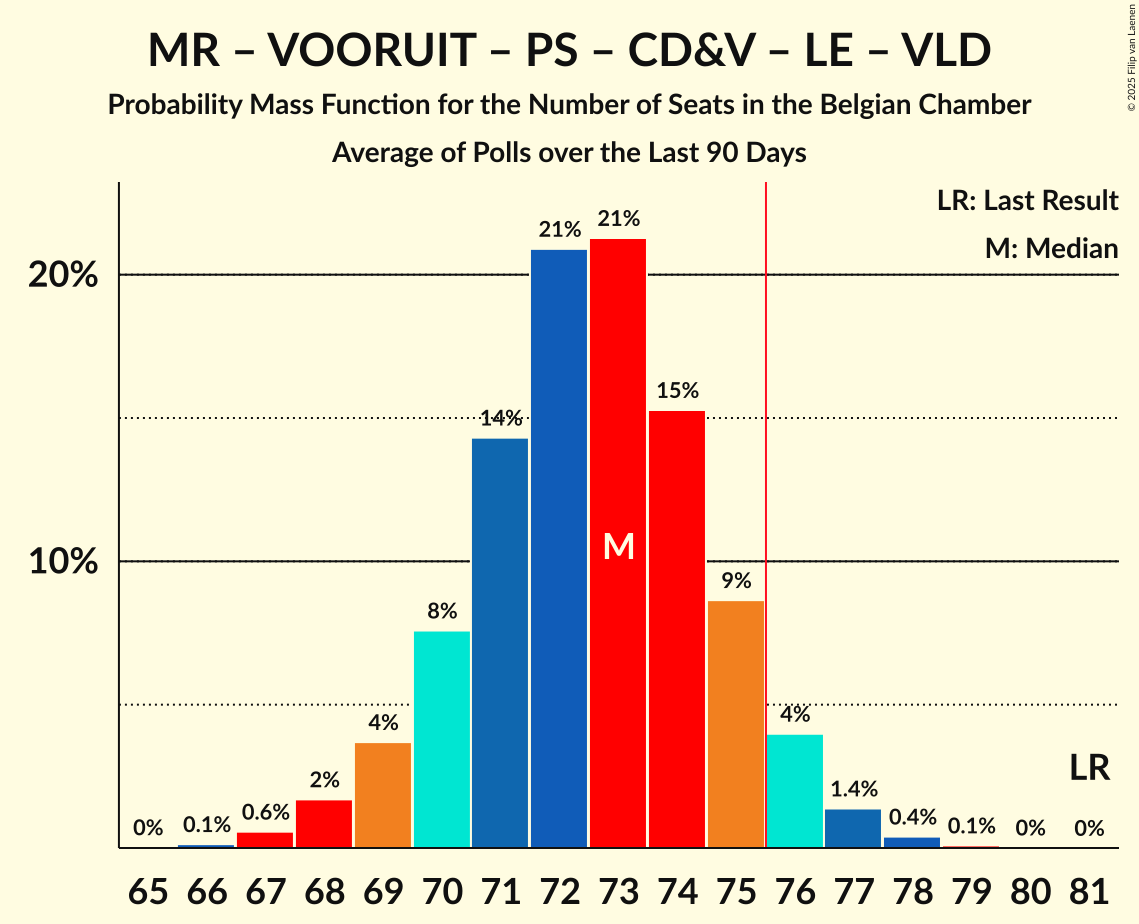 MR – VOORUIT – PS – CD&V – LE – VLD
Probability Mass Function for the Number of Seats in the Belgian Chamber
Average of Polls over the Last 90 Days
© 2025 Filip van Laenen
LR: Last Result
M: Median
20%
10%
0% 0.1% 0.6% 2% 4% 8% 14% 21% 21% 15% 9% 4% 1.4% 0.4% 0.1% 0% 0%
M
LR
65 66 67 68 69 70 71 72 73 74 75 76 77 78 79 80 81